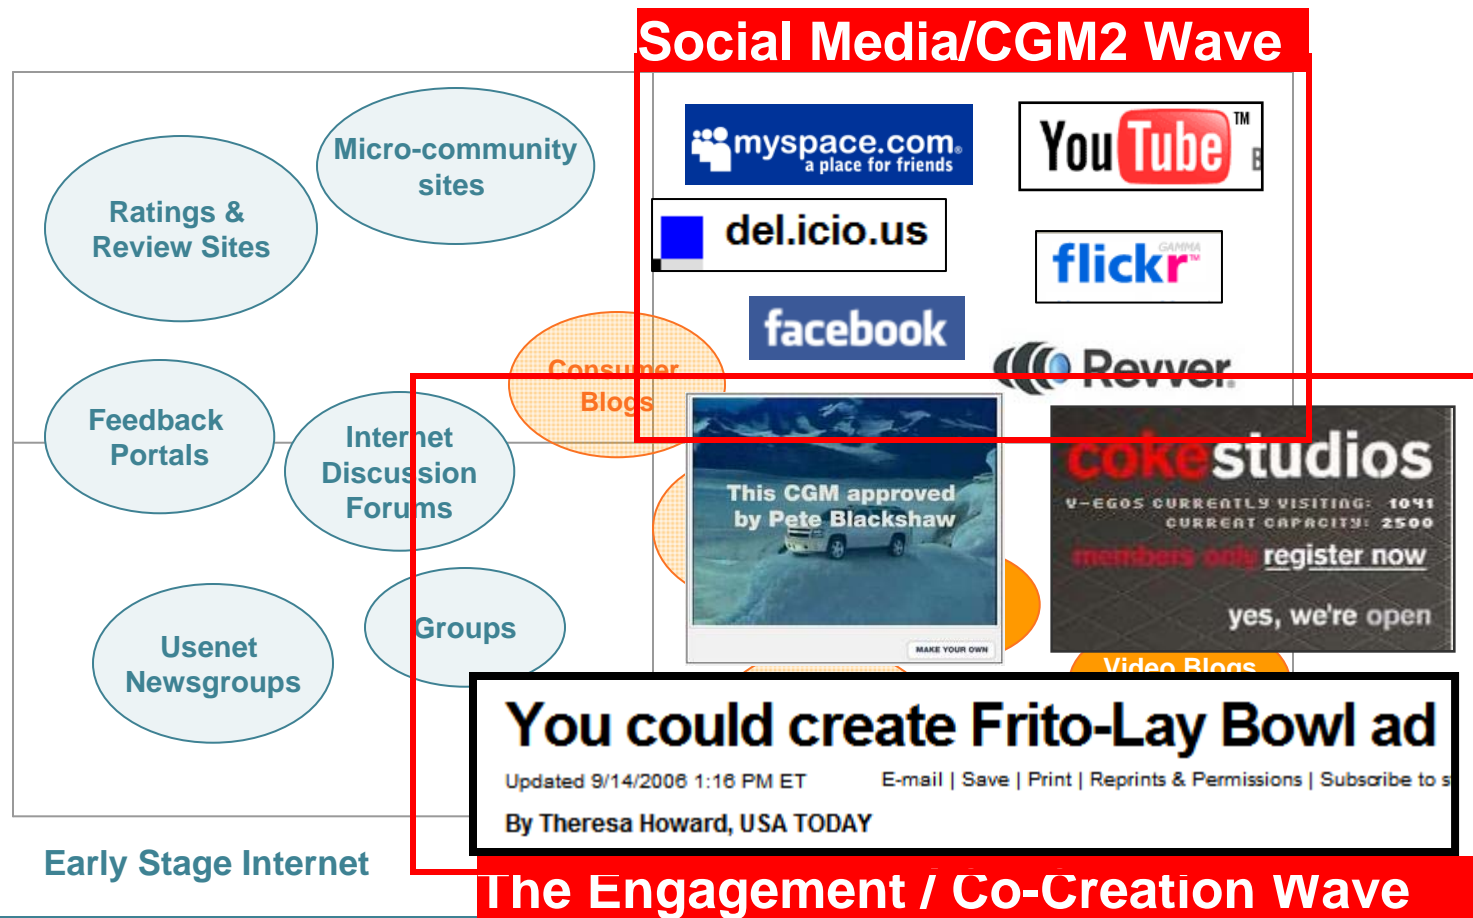 Social Media/CGM2 Wave
Micro-community
sites
Ratings &
Review Sites
myspace.com®
a place for friends
YouTube™
del.icio.us
flickr™
GAMMA
facebook
Revver
Consumer
Blogs
Feedback
Portals
Internet
Discussion
Forums
This CGM approved
by Pete Blackshaw
MAKE YOUR OWN
cokestudios
V-EGOS CURRENTLY VISITING: 1041
CURRENT CAPACITY: 2500
members only register now
yes, we're open
Groups
Usenet
Newsgroups
Video Blogs
You could create Frito-Lay Bowl ad
Updated 9/14/2006 1:16 PM ET
E-mail | Save | Print | Reprints & Permissions | Subscribe to
By Theresa Howard, USA TODAY
Early Stage Internet
The Engagement / Co-Creation Wave